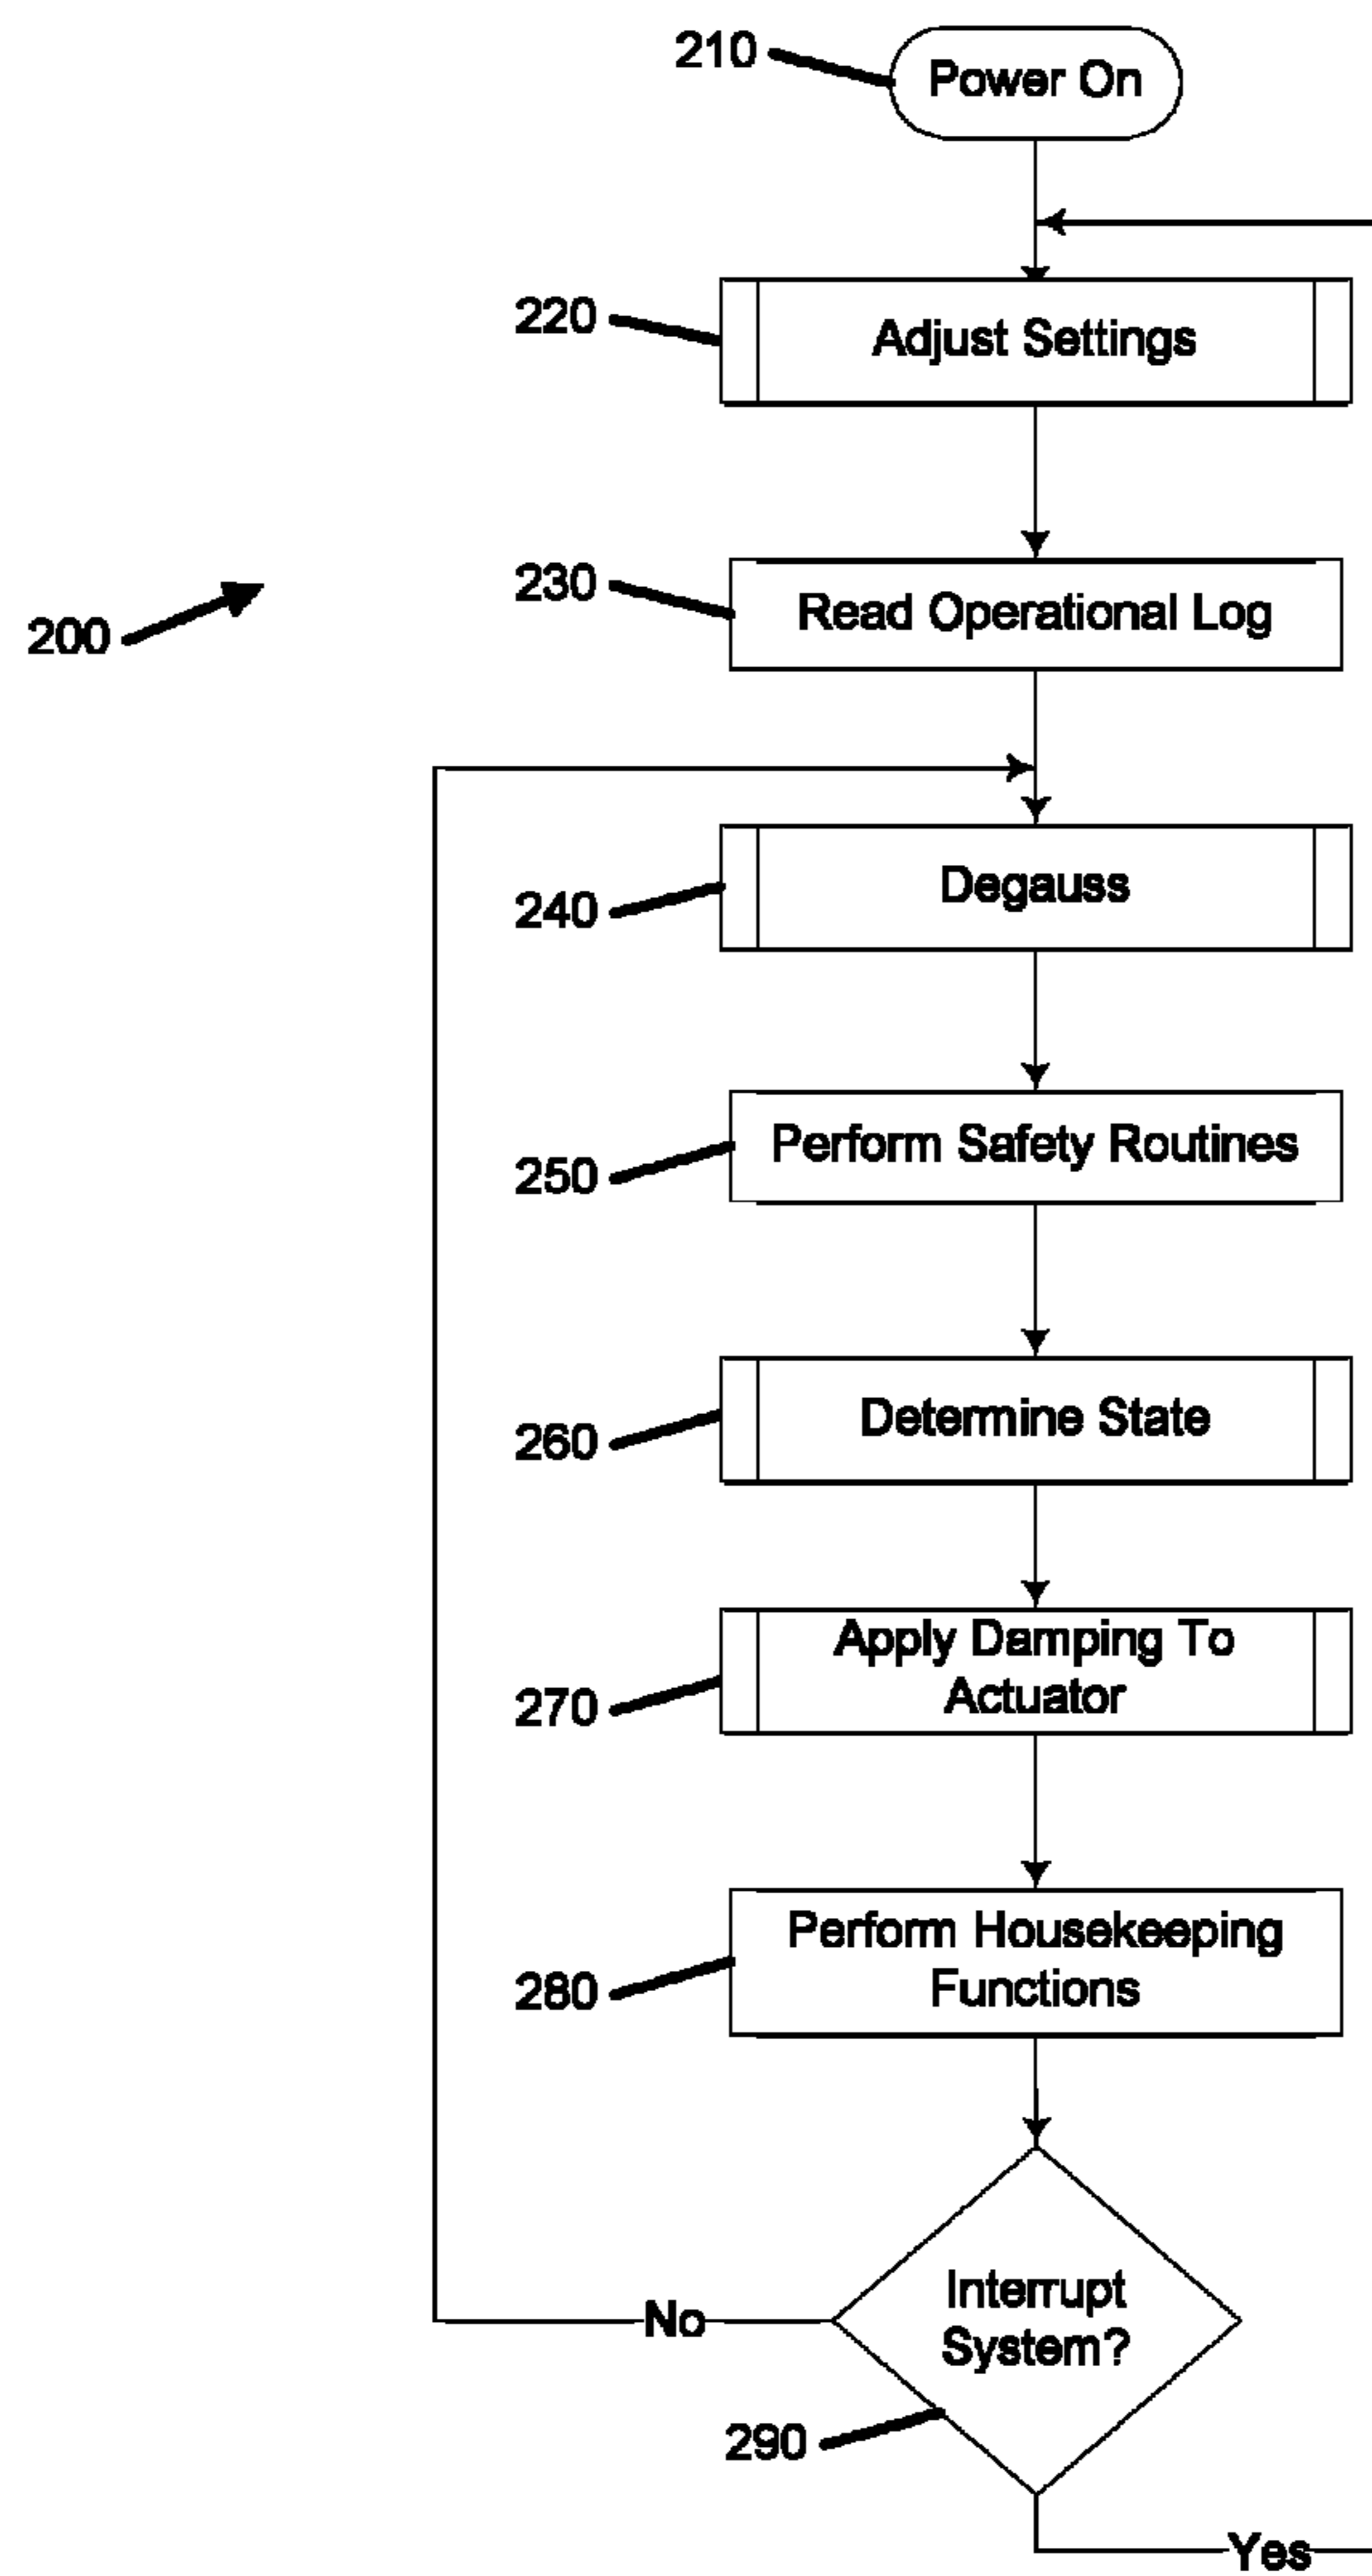 210
Power On
220
Adjust Settings
230
Read Operational Log
200
240
Degauss
250
Perform Safety Routines
260
Determine State
270
Apply Damping To
Actuator
280
Perform Housekeeping
Functions
Interrupt
System?
No
290
Yes